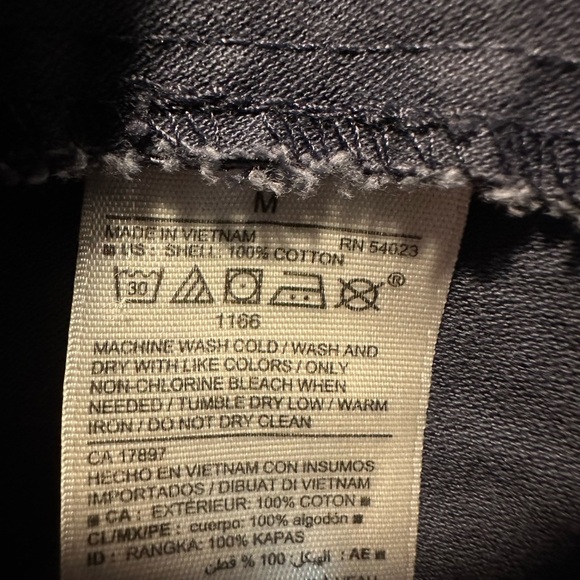 M
MADE IN VIETNAM RN 54023
US : SHELL: 100% COTTON
30 ®
1166
MACHINE WASH COLD / WASH AND
DRY WITH LIKE COLORS / ONLY
NON-CHLORINE BLEACH WHEN
NEEDED / TUMBLE DRY LOW / WARM
IRON / DO NOT DRY CLEAN
CA 17897
HECHO EN VIETNAM CON INSUMOS
IMPORTADOS / DIBUAT DI VIETNAM
CA : EXTÉRIEUR: 100% COTON
CL/MX/PE : cuerpo: 100% algodón
ID : RANGKA: 100% KAPAS
AE : الهيكل: 100 % قطن